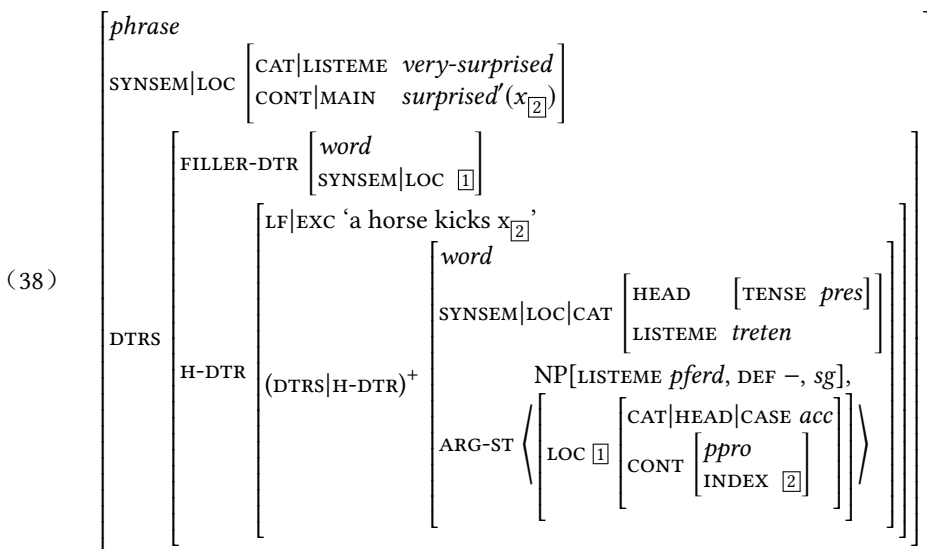 phrase
SYNSEM|LOC
CAT|LISTEME very-surprised
CONT|MAIN surprised′(x[2])
FILLER-DTR
word
SYNSEM|LOC [1]
LF|EXC ‘a horse kicks x[2]’
word
(38)
SYNSEM|LOC|CAT
HEAD [TENSE pres]
LISTEME treten
DTRS
H-DTR
(DTRS|H-DTR)⁺
NP[LISTEME pferd, DEF −, sg],
ARG-ST ⟨
LOC [1]
CAT|HEAD|CASE acc
CONT
ppro
INDEX [2]
⟩